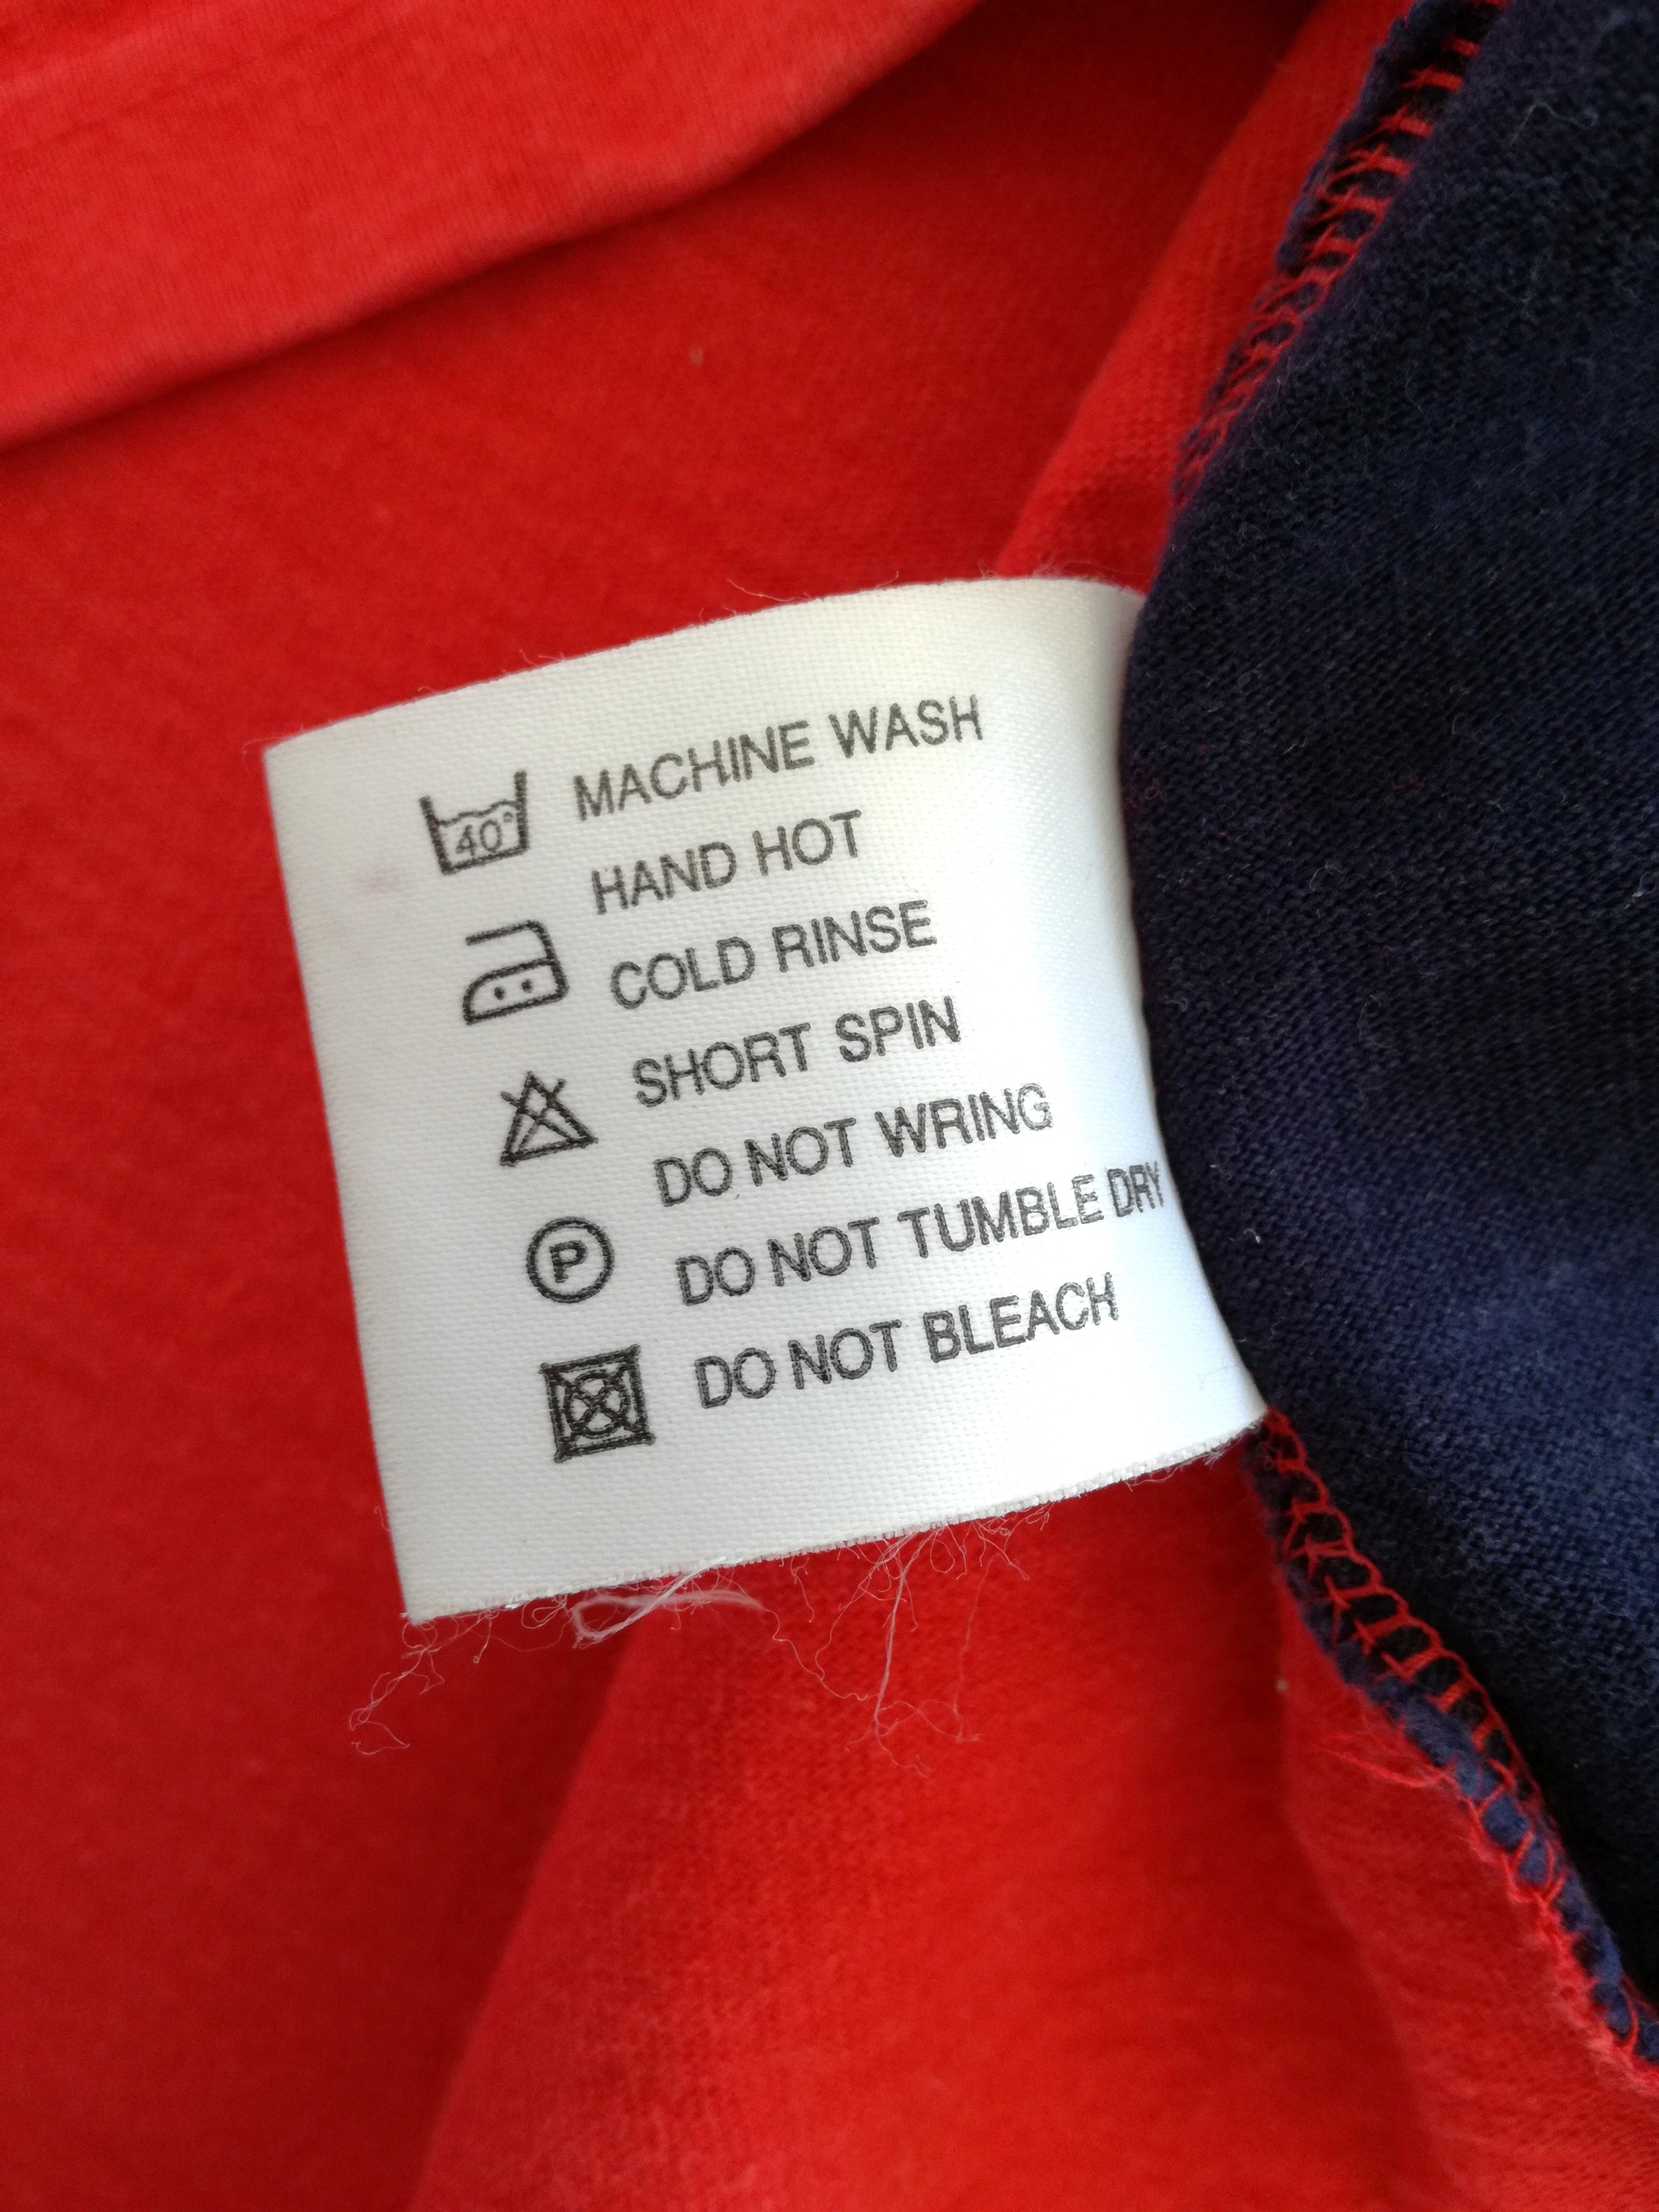 MACHINE WASH
40°
HAND HOT
COLD RINSE
SHORT SPIN
DO NOT WRING
P
DO NOT TUMBLE DRY
DO NOT BLEACH